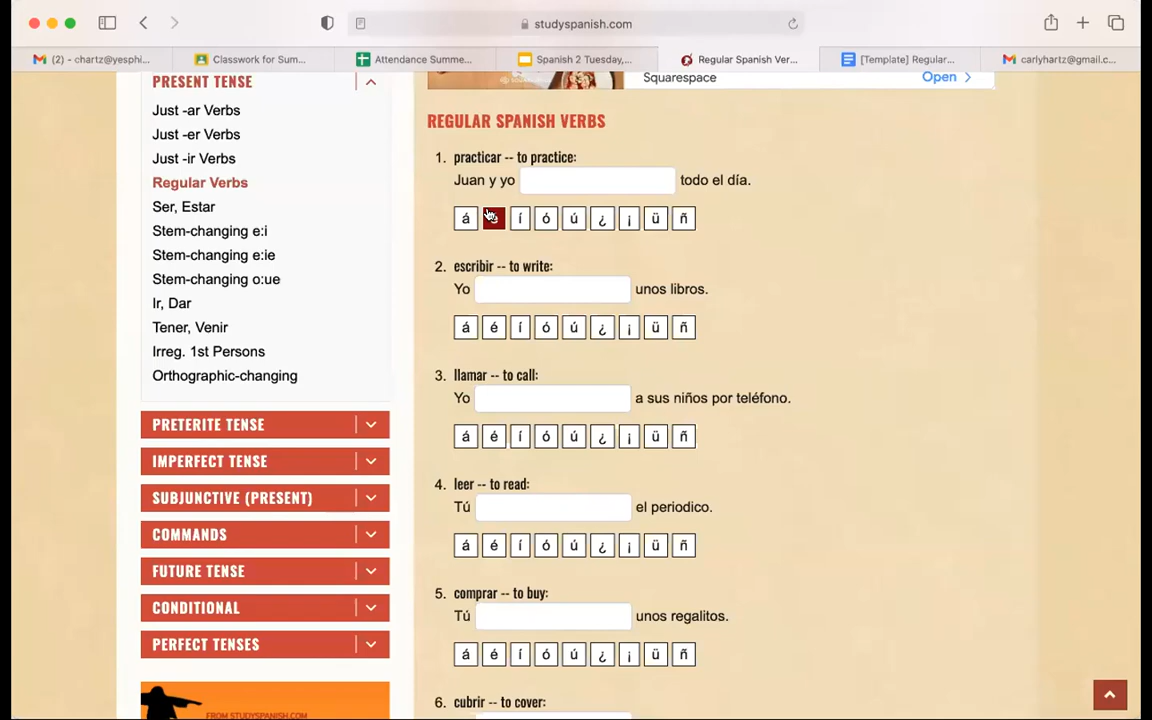 studyspanish.com
(2) - chartz@yesphi...
Classwork for Sum...
Attendance Summe...
Spanish 2 Tuesday,...
Regular Spanish Ver...
[Template] Regular...
carlyhartz@gmail.c...
PRESENT TENSE
Just -ar Verbs
Just -er Verbs
Just -ir Verbs
Regular Verbs
Ser, Estar
Stem-changing e:i
Stem-changing e:ie
Stem-changing o:ue
Ir, Dar
Tener, Venir
Irreg. 1st Persons
Orthographic-changing
PRETERITE TENSE
IMPERFECT TENSE
SUBJUNCTIVE (PRESENT)
COMMANDS
FUTURE TENSE
CONDITIONAL
PERFECT TENSES
FROM STUDYSPANISH.COM
Squarespace
Open
REGULAR SPANISH VERBS
1. practicar -- to practice:
Juan y yo todo el día.
á í ó ú ¿ ¡ ü ñ
2. escribir -- to write:
Yo unos libros.
á é í ó ú ¿ ¡ ü ñ
3. llamar -- to call:
Yo a sus niños por teléfono.
á é í ó ú ¿ ¡ ü ñ
4. leer -- to read:
Tú el periodico.
á é í ó ú ¿ ¡ ü ñ
5. comprar -- to buy:
Tú unos regalitos.
á é í ó ú ¿ ¡ ü ñ
6. cubrir -- to cover: